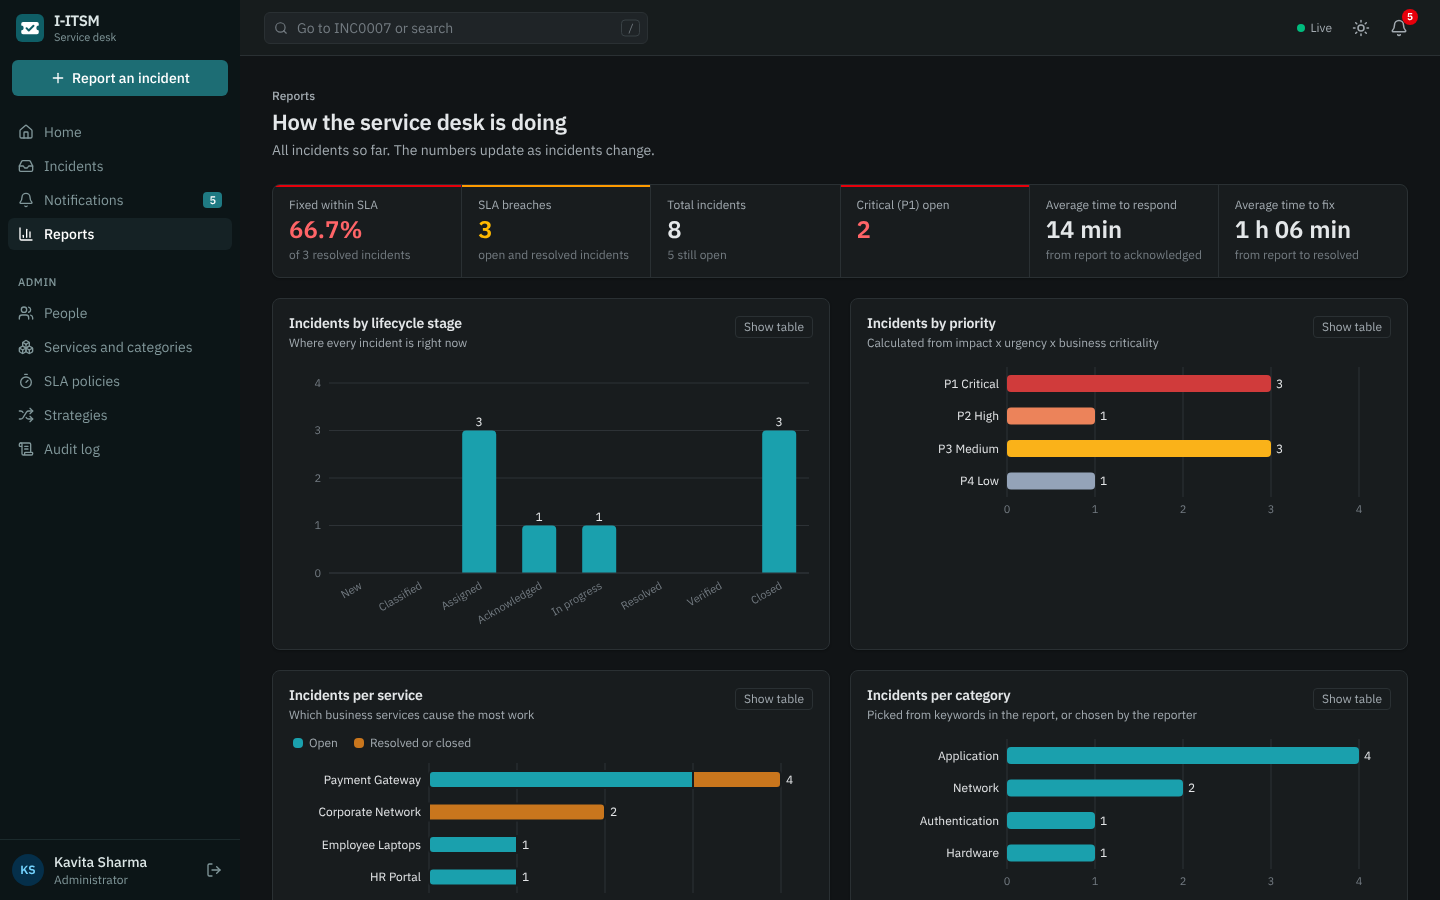 I-ITSM
Service desk
Report an incident
Home
Incidents
Notifications 5
Reports
ADMIN
People
Services and categories
SLA policies
Strategies
Audit log
KS
Kavita Sharma
Administrator
Go to INC0007 or search /
Live
5
Reports
How the service desk is doing
All incidents so far. The numbers update as incidents change.
Fixed within SLA
66.7%
of 3 resolved incidents
SLA breaches
3
open and resolved incidents
Total incidents
8
5 still open
Critical (P1) open
2
Average time to respond
14 min
from report to acknowledged
Average time to fix
1 h 06 min
from report to resolved
Incidents by lifecycle stage
Where every incident is right now
Show table
4
3
2
1
0
3
1
1
3
New
Classified
Assigned
Acknowledged
In progress
Resolved
Verified
Closed
Incidents by priority
Calculated from impact x urgency x business criticality
Show table
P1 Critical 3
P2 High 1
P3 Medium 3
P4 Low 1
0 1 2 3 4
Incidents per service
Which business services cause the most work
Show table
Open Resolved or closed
Payment Gateway 4
Corporate Network 2
Employee Laptops 1
HR Portal 1
Incidents per category
Picked from keywords in the report, or chosen by the reporter
Show table
Application 4
Network 2
Authentication 1
Hardware 1
0 1 2 3 4